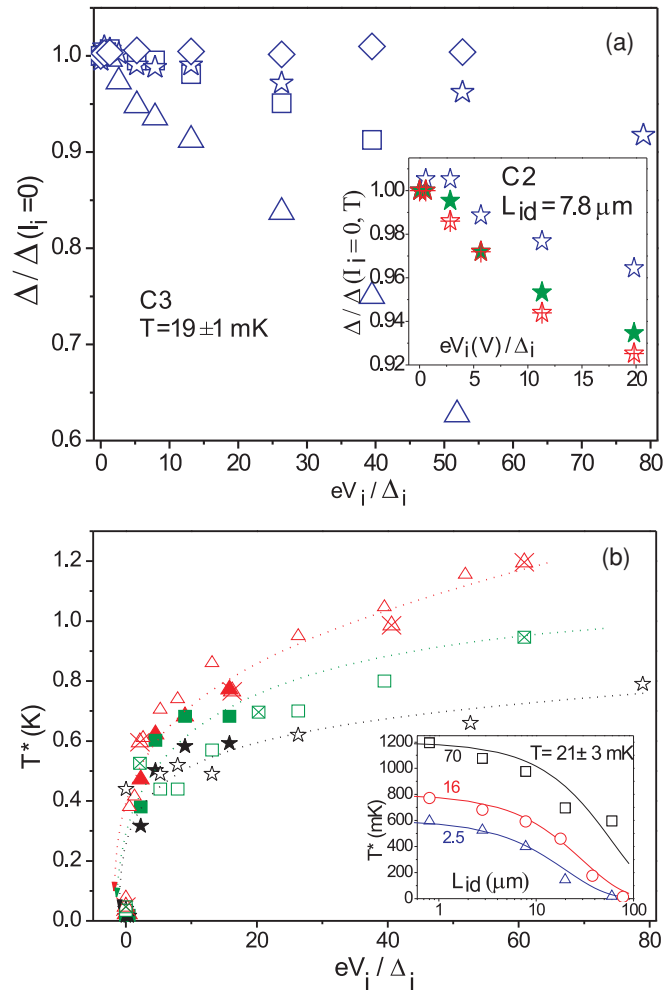 (a)
1.0
0.9
0.8
0.7
0.6
Δ / Δ (I_i =0)
C3
T=19 ±1 mK
0 10 20 30 40 50 60 70 80
eV_i / Δ_i
C2
L_id = 7.8 μm
1.00
0.98
0.96
0.94
0.92
Δ / Δ (I_i = 0, T)
eV_i (V) / Δ_i
0 5 10 15 20
(b)
1.2
1.0
0.8
0.6
0.4
0.2
0.0
T* (K)
0 20 40 60 80
eV_i / Δ_i
T= 21± 3 mK
70
16
2.5
1200
1000
800
600
400
200
0
T* (mK)
L_id (μm)
1 10 100